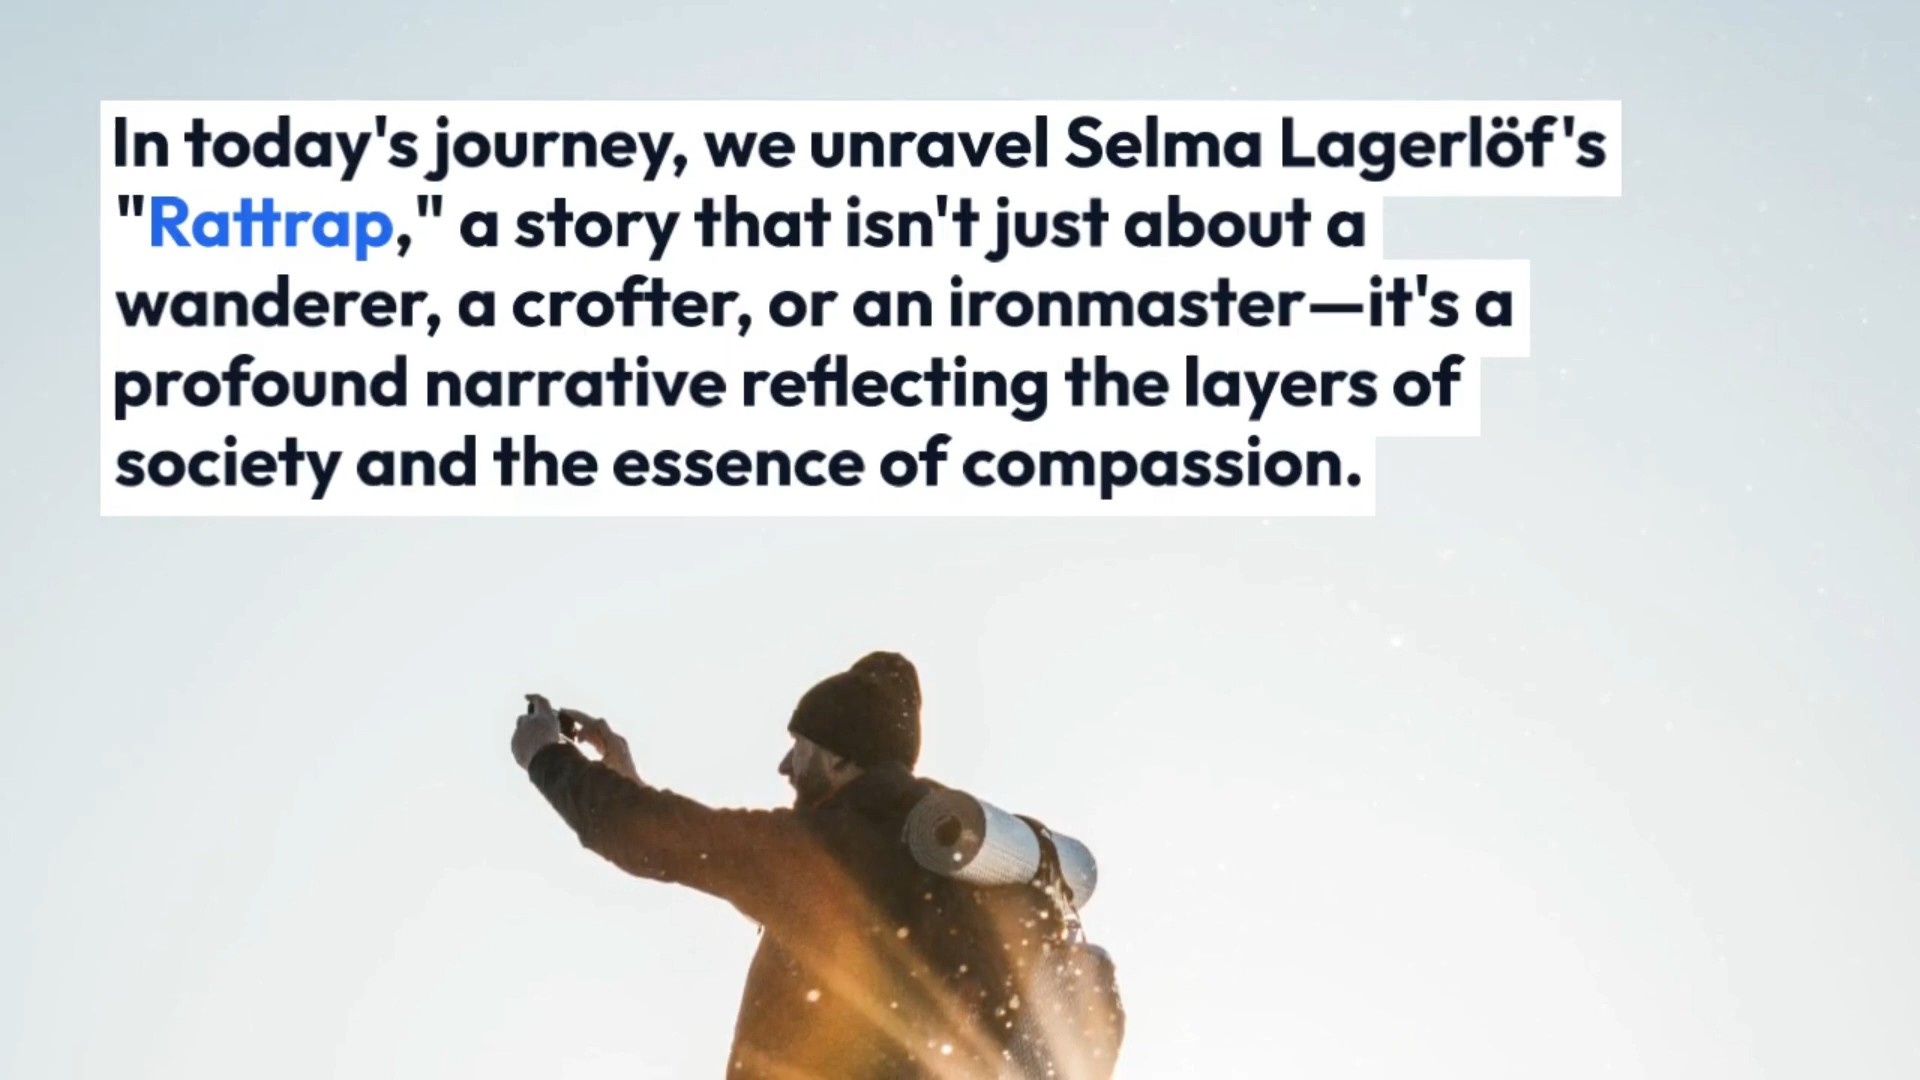 In today's journey, we unravel Selma Lagerlöf's
"Rattrap," a story that isn't just about a
wanderer, a crofter, or an ironmaster—it's a
profound narrative reflecting the layers of
society and the essence of compassion.